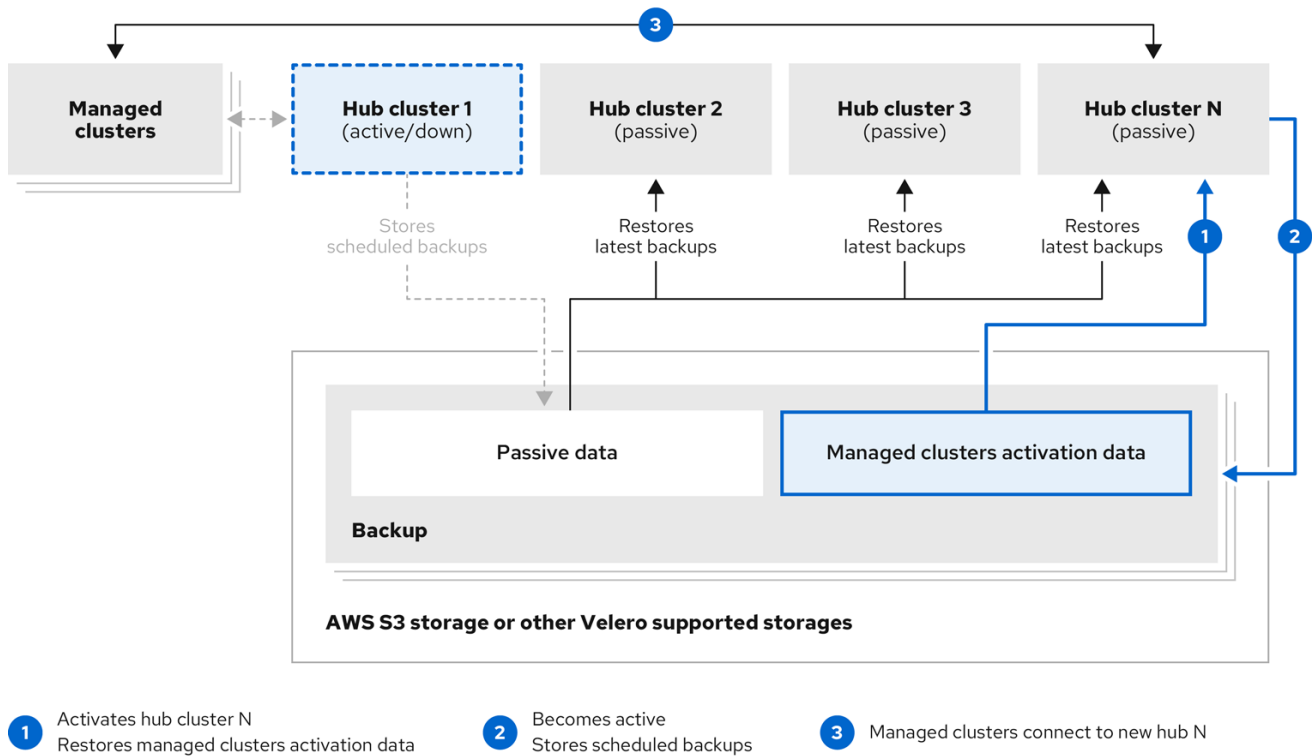 3
Managed
clusters
Hub cluster 1
(active/down)
Hub cluster 2
(passive)
Hub cluster 3
(passive)
Hub cluster N
(passive)
Stores
scheduled backups
Restores
latest backups
Restores
latest backups
Restores
latest backups
1
2
Passive data
Managed clusters activation data
Backup
AWS S3 storage or other Velero supported storages
1
Activates hub cluster N
Restores managed clusters activation data
2
Becomes active
Stores scheduled backups
3
Managed clusters connect to new hub N